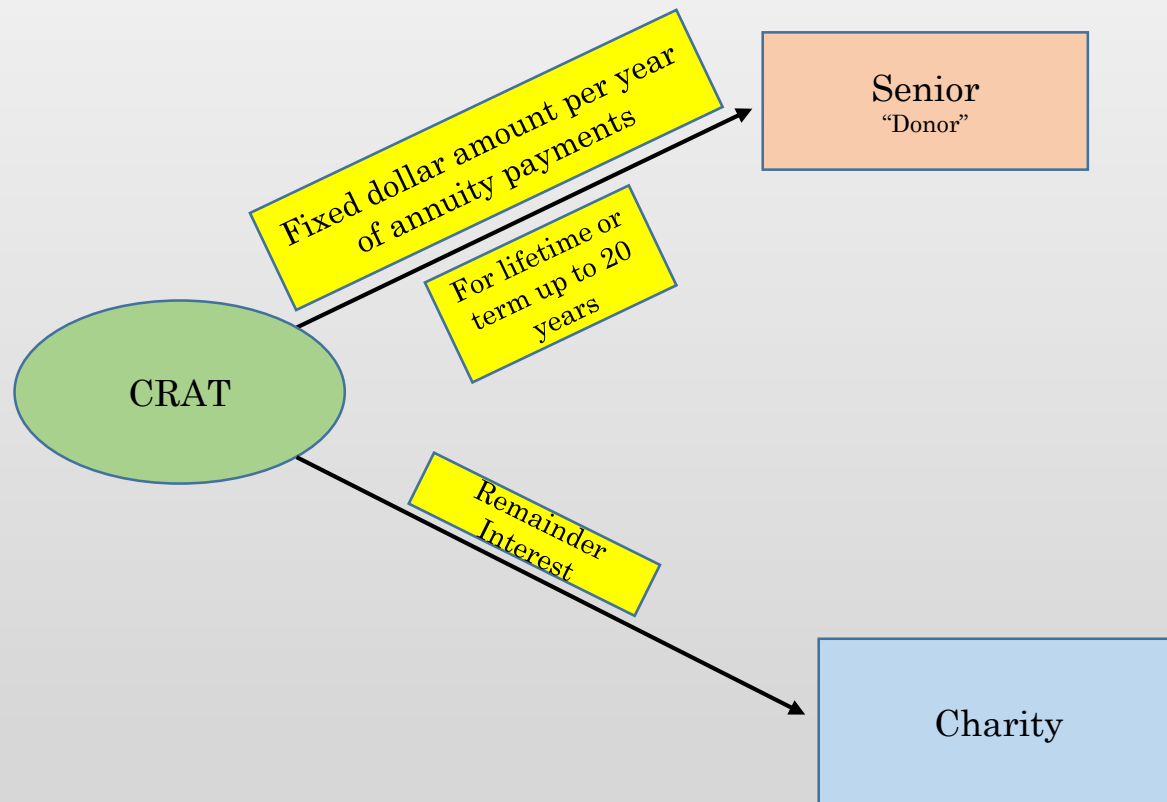 Senior
“Donor”
Fixed dollar amount per year
of annuity payments
For lifetime or
term up to 20
years
CRAT
Remainder
Interest
Charity